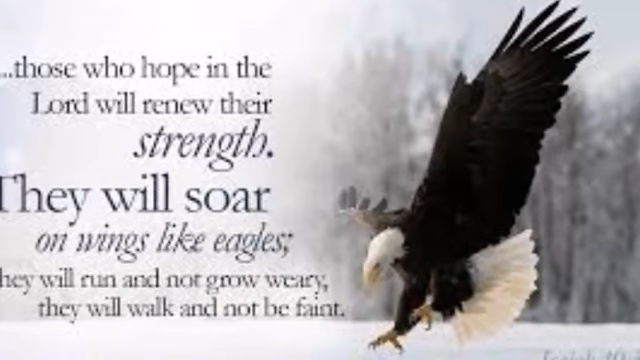 ...those who hope in the
Lord will renew their
strength.
They will soar
on wings like eagles;
they will run and not grow weary,
they will walk and not be faint.